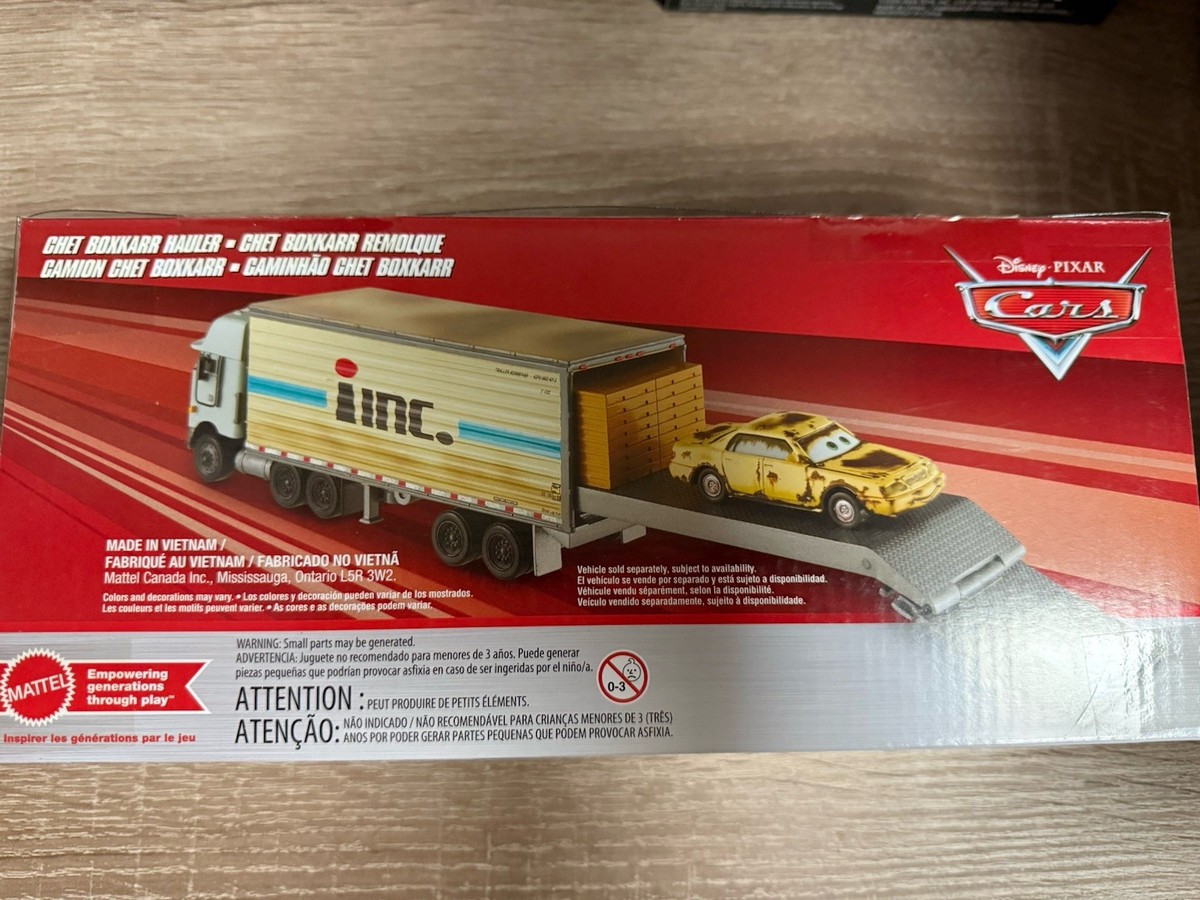 CHET BOXKARR HAULER ▪ CHET BOXKARR REMOLQUE
CAMION CHET BOXKARR ▪ CAMINHÃO CHET BOXKARR
Disney·PIXAR
Cars
inc.
MADE IN VIETNAM /
FABRIQUÉ AU VIETNAM / FABRICADO NO VIETNÃ
Mattel Canada Inc., Mississauga, Ontario L5R 3W2.
Colors and decorations may vary. • Los colores y decoración pueden variar de los mostrados.
Les couleurs et les motifs peuvent varier. • As cores e as decorações podem variar.
Vehicle sold separately, subject to availability.
El vehículo se vende por separado y está sujeto a disponibilidad.
Véhicule vendu séparément, selon la disponibilité.
Veículo vendido separadamente, sujeito à disponibilidade.
MATTEL
Empowering
generations
through play™
Inspirer les générations par le jeu
WARNING: Small parts may be generated.
ADVERTENCIA: Juguete no recomendado para menores de 3 años. Puede generar
piezas pequeñas que podrían provocar asfixia en caso de ser ingeridas por el niño/a.
0-3
ATTENTION : PEUT PRODUIRE DE PETITS ÉLÉMENTS.
ATENÇÃO: NÃO INDICADO / NÃO RECOMENDÁVEL PARA CRIANÇAS MENORES DE 3 (TRÊS)
ANOS POR PODER GERAR PARTES PEQUENAS QUE PODEM PROVOCAR ASFIXIA.